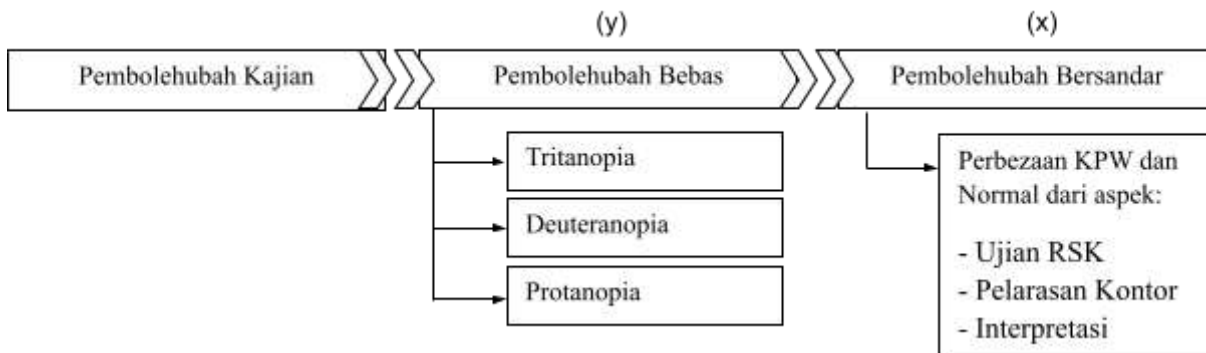 (y)
(x)
Pembolehubah Kajian
Pembolehubah Bebas
Pembolehubah Bersandar
Tritanopia
Deuteranopia
Protanopia
Perbezaan KPW dan
Normal dari aspek:
- Ujian RSK
- Pelarasan Kontor
- Interpretasi